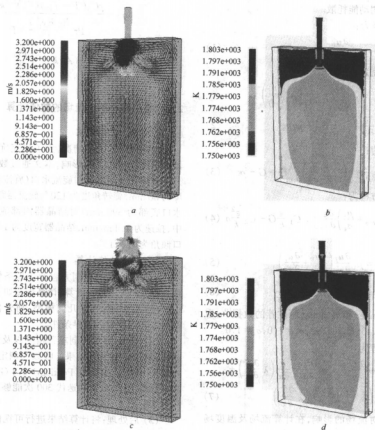 3.200e+000
2.971e+000
2.743e+000
2.514e+000
2.286e+000
2.057e+000
1.829e+000
1.600e+000
1.371e+000
1.143e+000
9.143e−001
6.857e−001
4.571e−001
2.286e−001
0.000e+000
m/s
a
1.803e+003
1.797e+003
1.791e+003
1.785e+003
1.779e+003
1.774e+003
1.768e+003
1.762e+003
1.756e+003
1.750e+003
K
b
3.200e+000
2.971e+000
2.743e+000
2.514e+000
2.286e+000
2.057e+000
1.829e+000
1.600e+000
1.371e+000
1.143e+000
9.143e−001
6.857e−001
4.571e−001
2.286e−001
0.000e+000
m/s
c
1.803e+003
1.797e+003
1.791e+003
1.785e+003
1.779e+003
1.774e+003
1.768e+003
1.762e+003
1.756e+003
1.750e+003
K
d